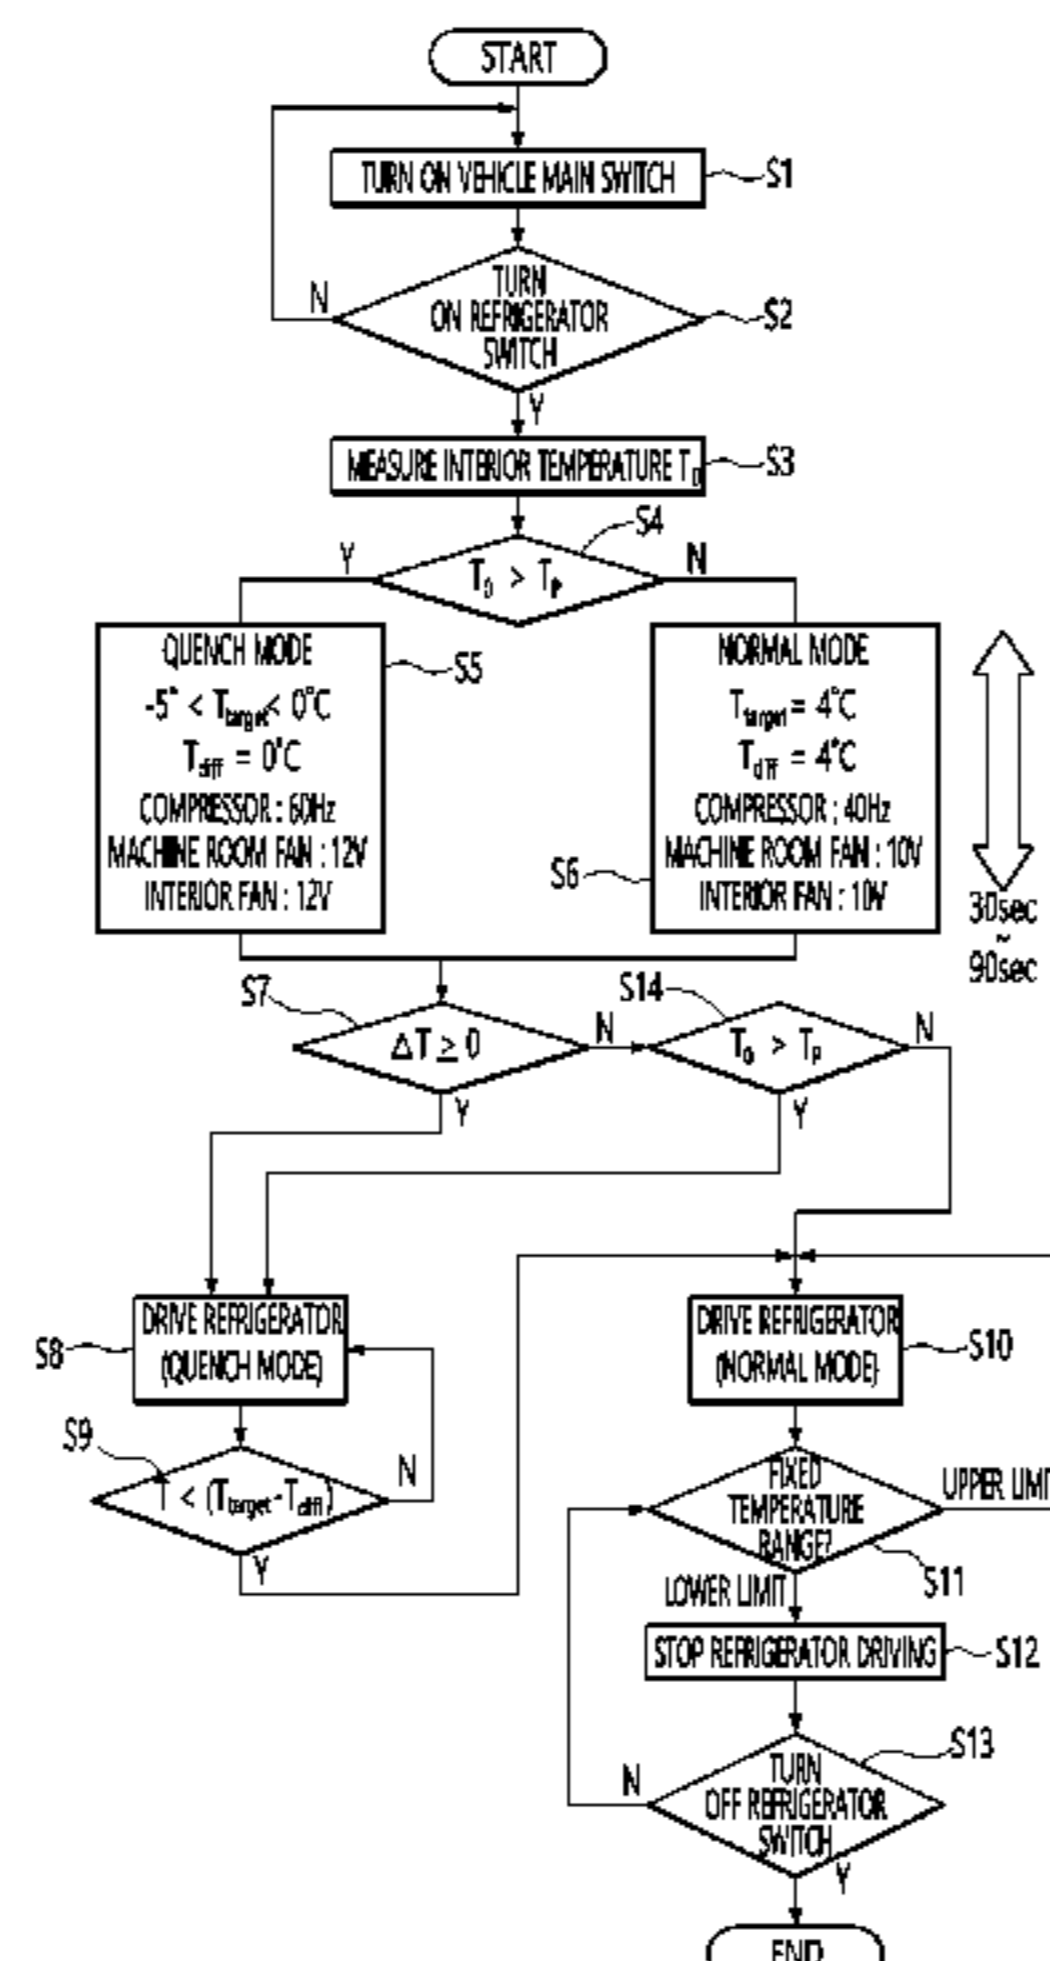 START
TURN ON VEHICLE MAIN SWITCH
S1
TURN
ON REFRIGERATOR
SWITCH
S2
N
Y
MEASURE INTERIOR TEMPERATURE T₀
S3
S4
Y
T₀ > Tₚ
N
QUENCH MODE
-5° < Ttarget< 0°C
Tdiff = 0°C
COMPRESSOR : 60Hz
MACHINE ROOM FAN : 12V
INTERIOR FAN : 12V
S5
NORMAL MODE
Ttarget = 4°C
Tdiff = 4°C
COMPRESSOR : 40Hz
MACHINE ROOM FAN : 10V
INTERIOR FAN : 10V
S6
30sec
~
90sec
S7
ΔT ≥ 0
N
Y
S14
T₀ > Tₚ
N
Y
DRIVE REFRIGERATOR
(QUENCH MODE)
S8
S9
T < (Ttarget-Tdiff)
N
Y
DRIVE REFRIGERATOR
(NORMAL MODE)
S10
FIXED
TEMPERATURE
RANGE?
UPPER LIMIT
S11
LOWER LIMIT
STOP REFRIGERATOR DRIVING
S12
S13
TURN
OFF REFRIGERATOR
SWITCH
N
Y
END